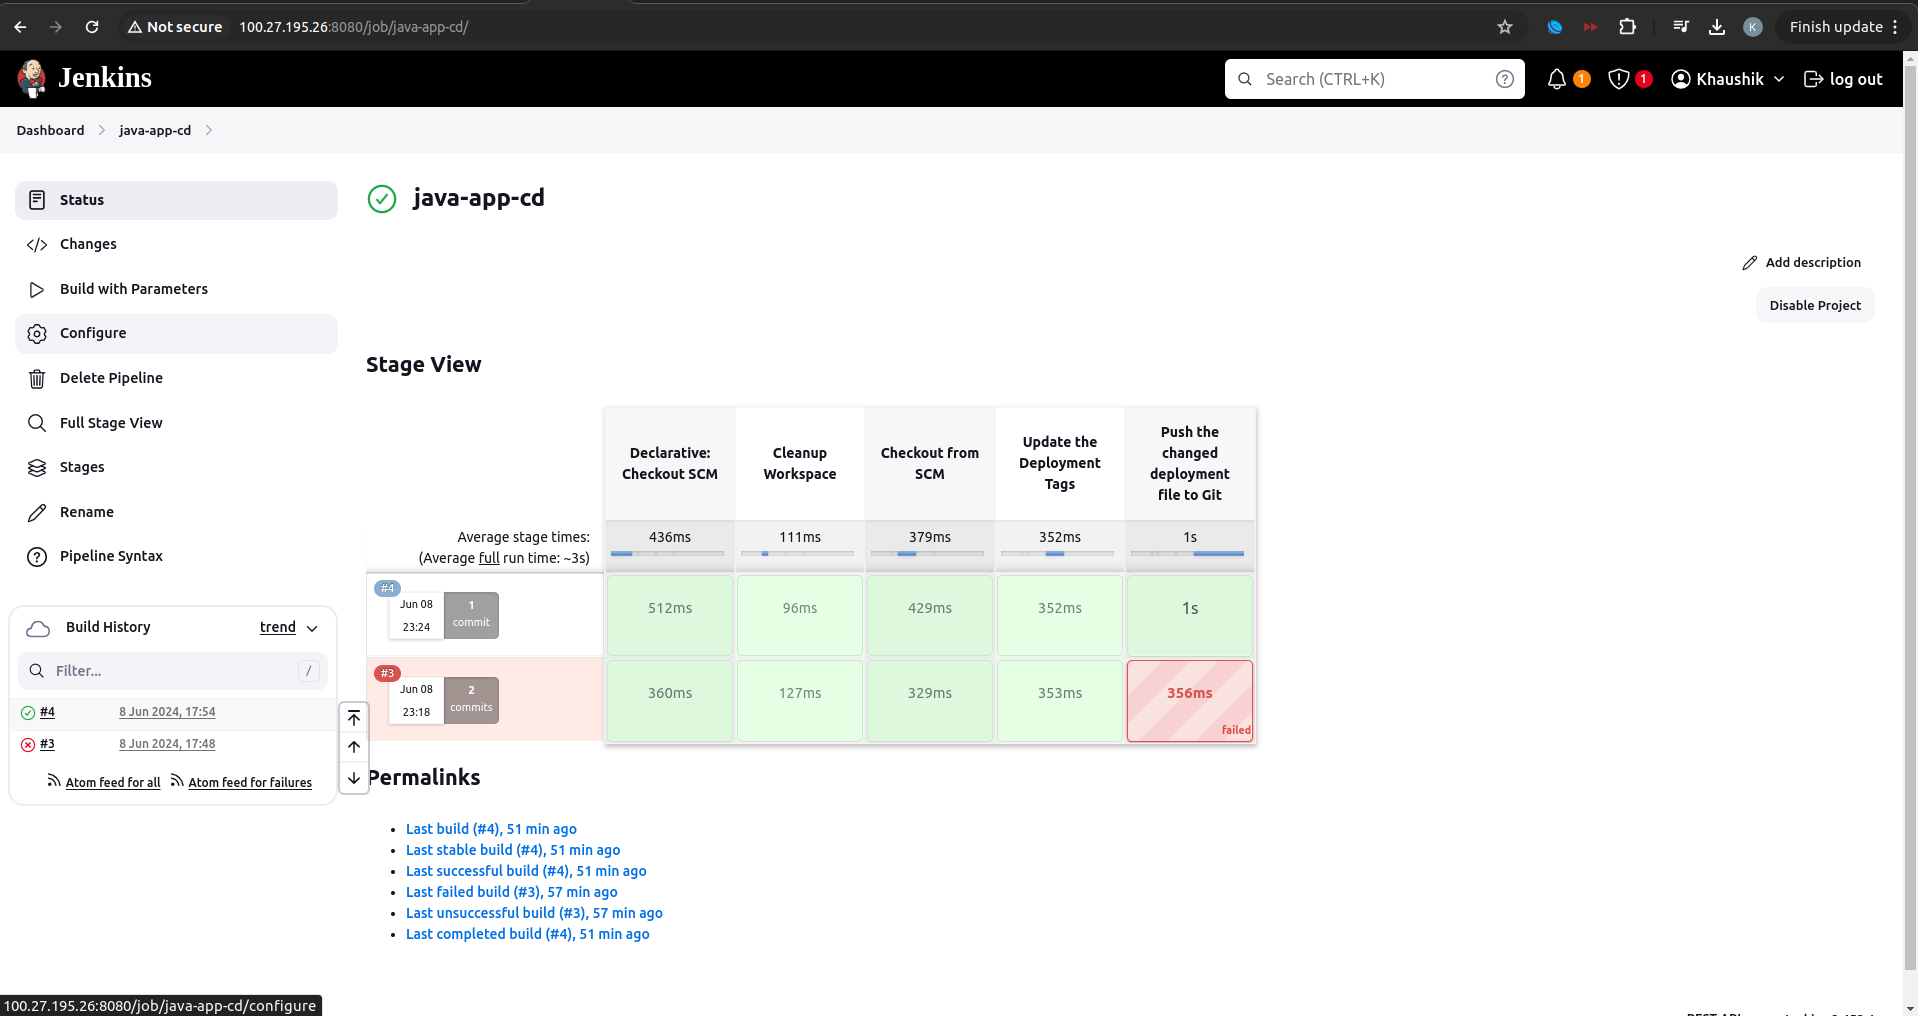 Not secure 100.27.195.26:8080/job/java-app-cd/ K Finish update
Jenkins Search (CTRL+K) 1 1 Khaushik log out
Dashboard java-app-cd
Status
java-app-cd
Changes
Add description
Build with Parameters
Disable Project
Configure
Stage View
Delete Pipeline
Full Stage View
Stages
Rename
Pipeline Syntax
Declarative: Checkout SCM
Cleanup Workspace
Checkout from SCM
Update the Deployment Tags
Push the changed deployment file to Git
Average stage times:
(Average full run time: ~3s)
436ms 111ms 379ms 352ms 1s
#4
Jun 08
23:24
1
commit
512ms 96ms 429ms 352ms 1s
#3
Jun 08
23:18
2
commits
360ms 127ms 329ms 353ms 356ms
failed
Build History trend
Filter... /
#4 8 Jun 2024, 17:54
#3 8 Jun 2024, 17:48
Atom feed for all Atom feed for failures
Permalinks
Last build (#4), 51 min ago
Last stable build (#4), 51 min ago
Last successful build (#4), 51 min ago
Last failed build (#3), 57 min ago
Last unsuccessful build (#3), 57 min ago
Last completed build (#4), 51 min ago
100.27.195.26:8080/job/java-app-cd/configure